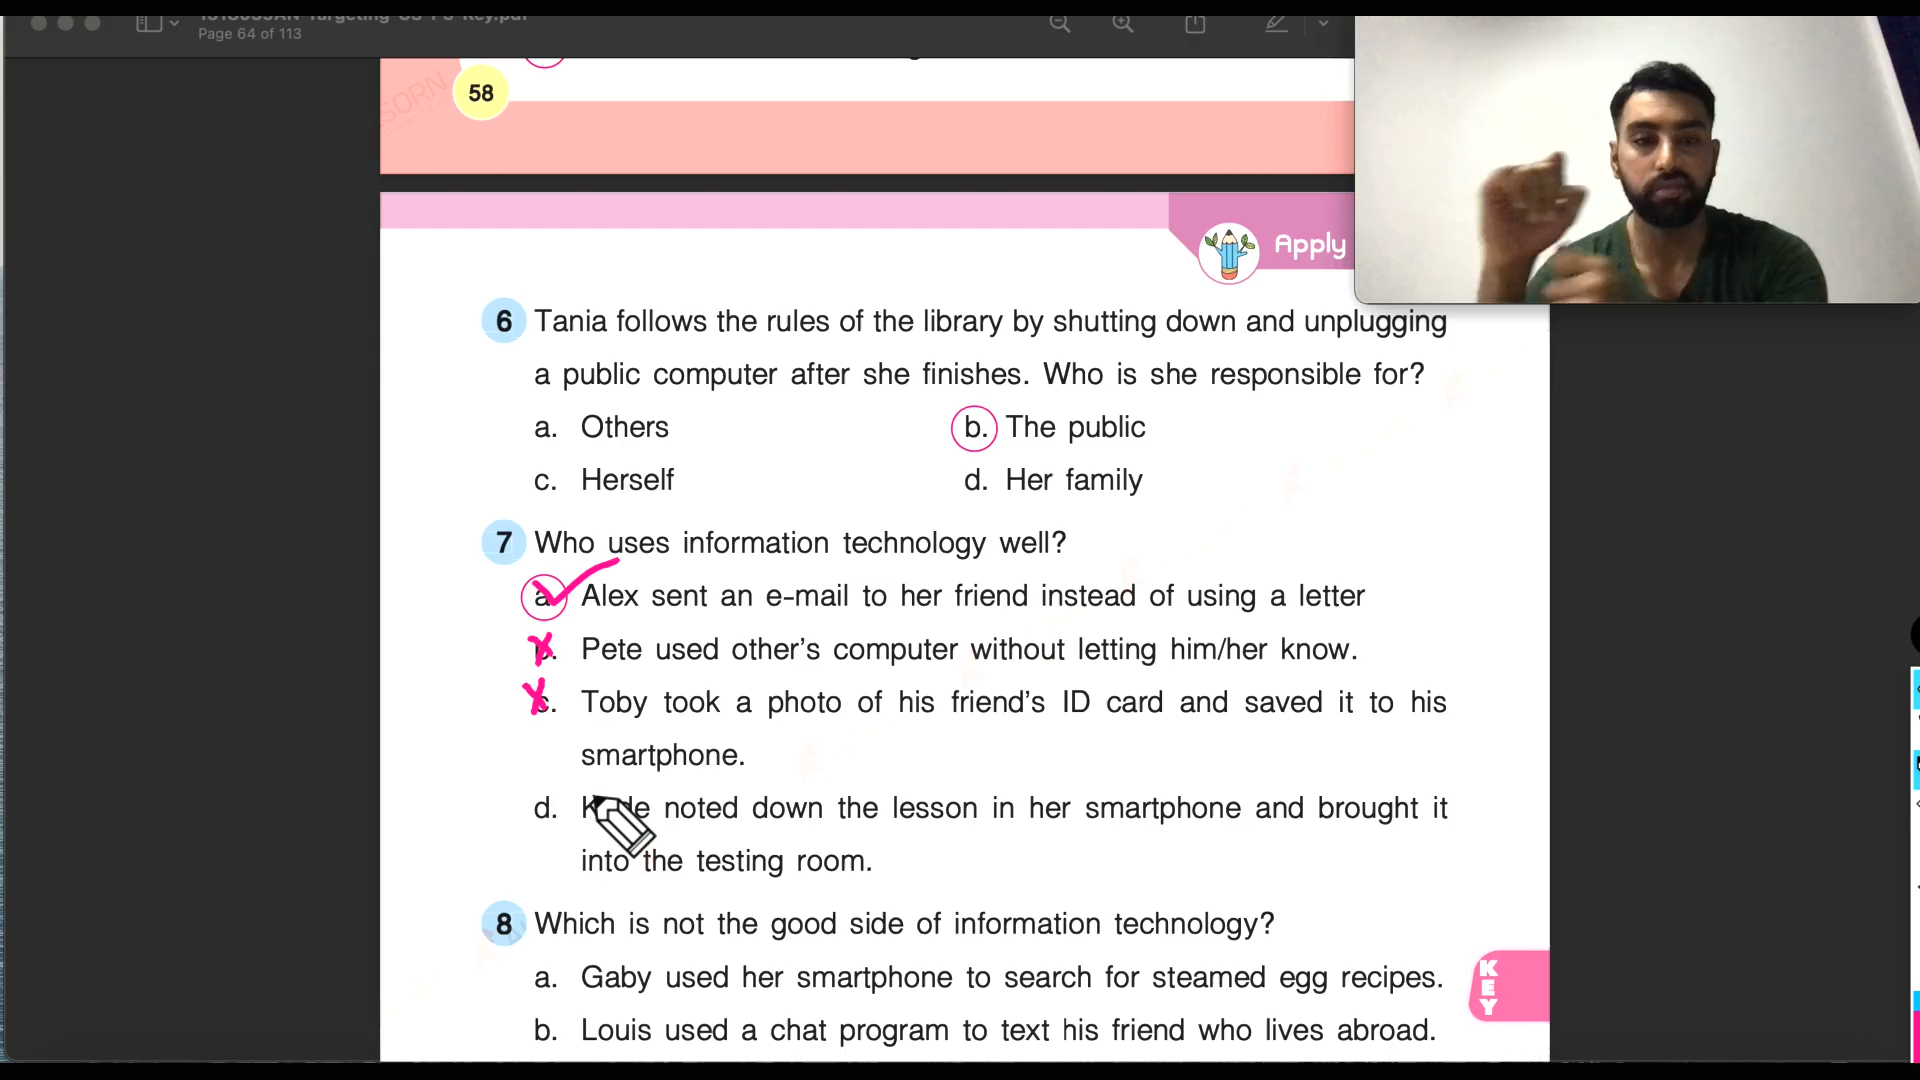 Page 64 of 113
58
Apply
6 Tania follows the rules of the library by shutting down and unplugging
a public computer after she finishes. Who is she responsible for?
a. Others b. The public
c. Herself d. Her family
7 Who uses information technology well?
a. Alex sent an e-mail to her friend instead of using a letter
Pete used other's computer without letting him/her know.
c. Toby took a photo of his friend's ID card and saved it to his
smartphone.
d. noted down the lesson in her smartphone and brought it
into the testing room.
8 Which is not the good side of information technology?
a. Gaby used her smartphone to search for steamed egg recipes.
b. Louis used a chat program to text his friend who lives abroad.
KEY